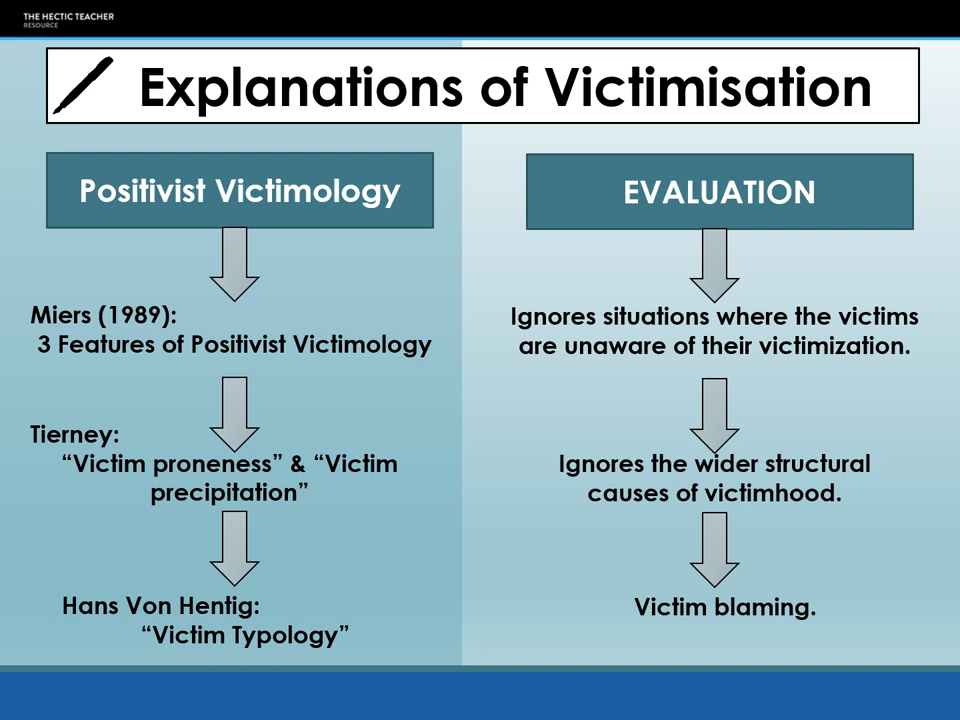 THE HECTIC TEACHER
RESOURCE
Explanations of Victimisation
Positivist Victimology
Miers (1989):
3 Features of Positivist Victimology
Tierney:
“Victim proneness” & “Victim
precipitation”
Hans Von Hentig:
“Victim Typology”
EVALUATION
Ignores situations where the victims
are unaware of their victimization.
Ignores the wider structural
causes of victimhood.
Victim blaming.